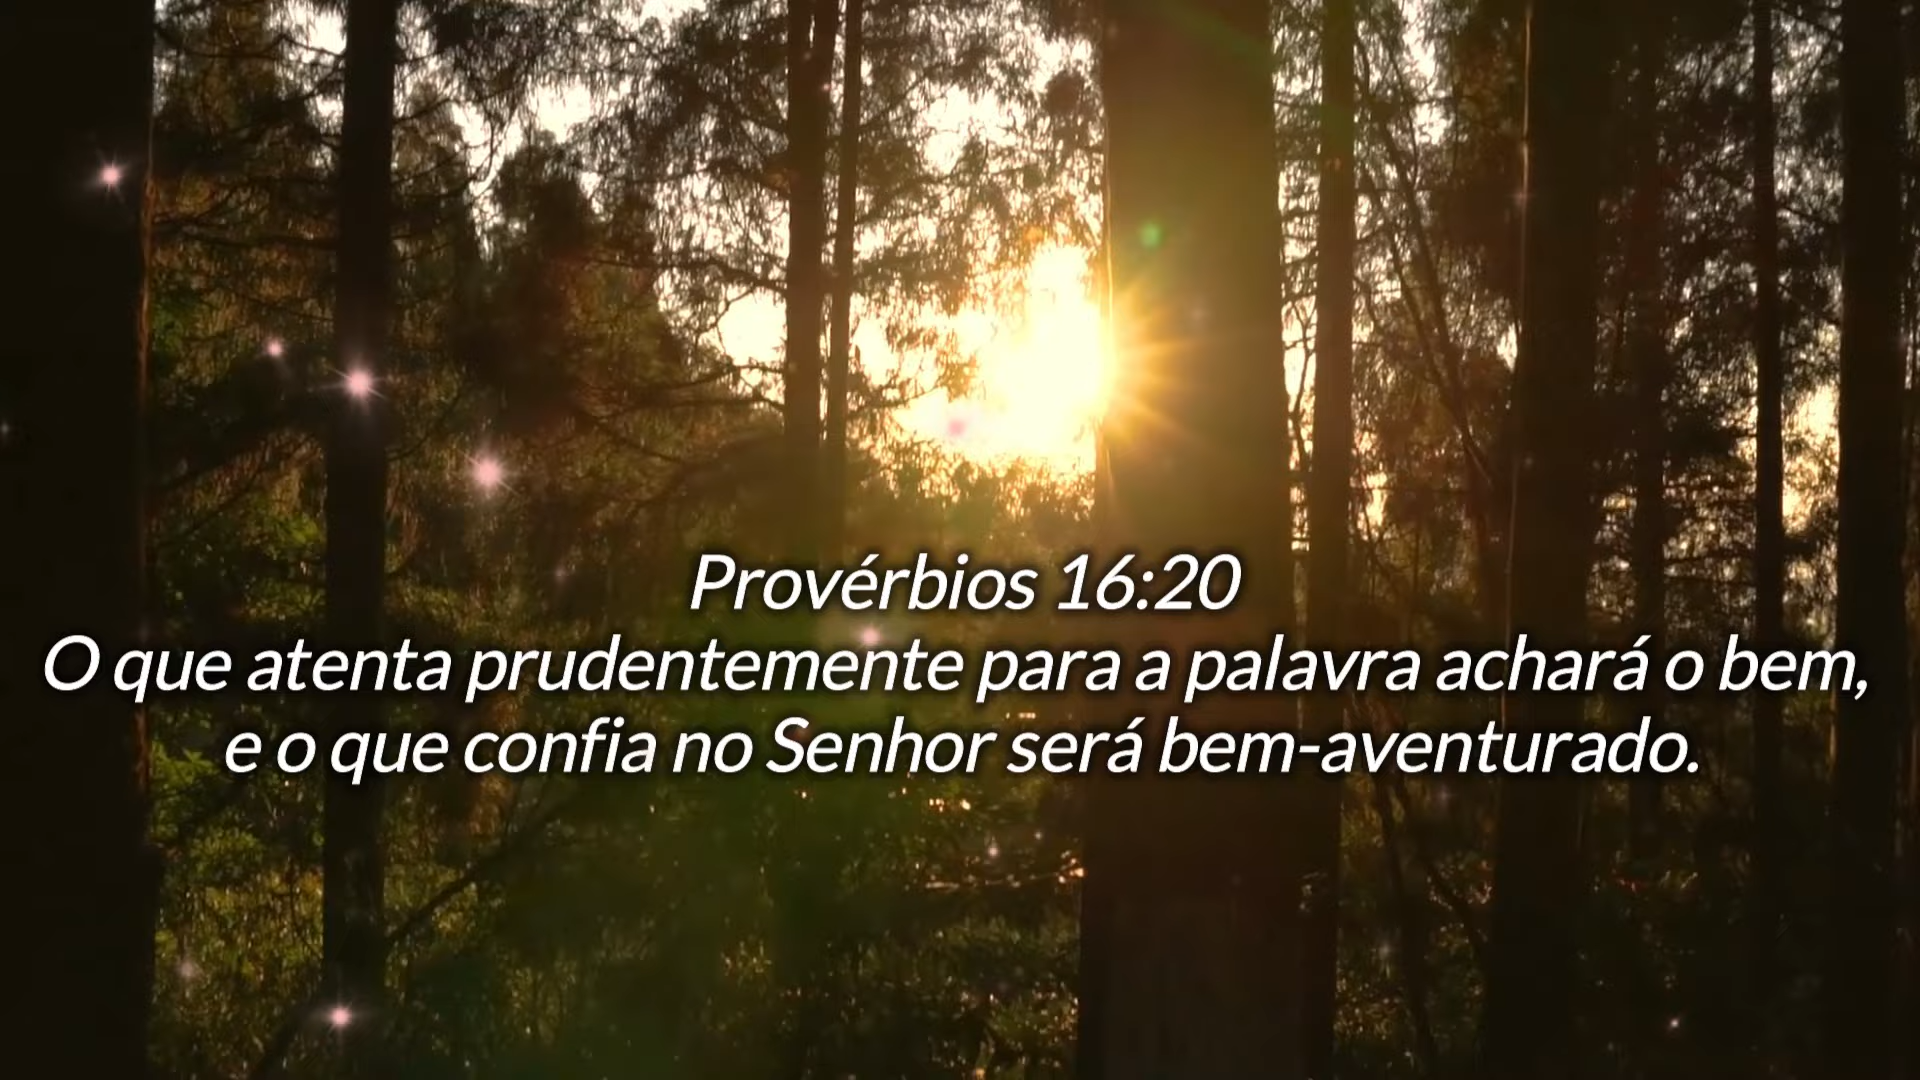 Provérbios 16:20
O que atenta prudentemente para a palavra achará o bem,
e o que confia no Senhor será bem-aventurado.